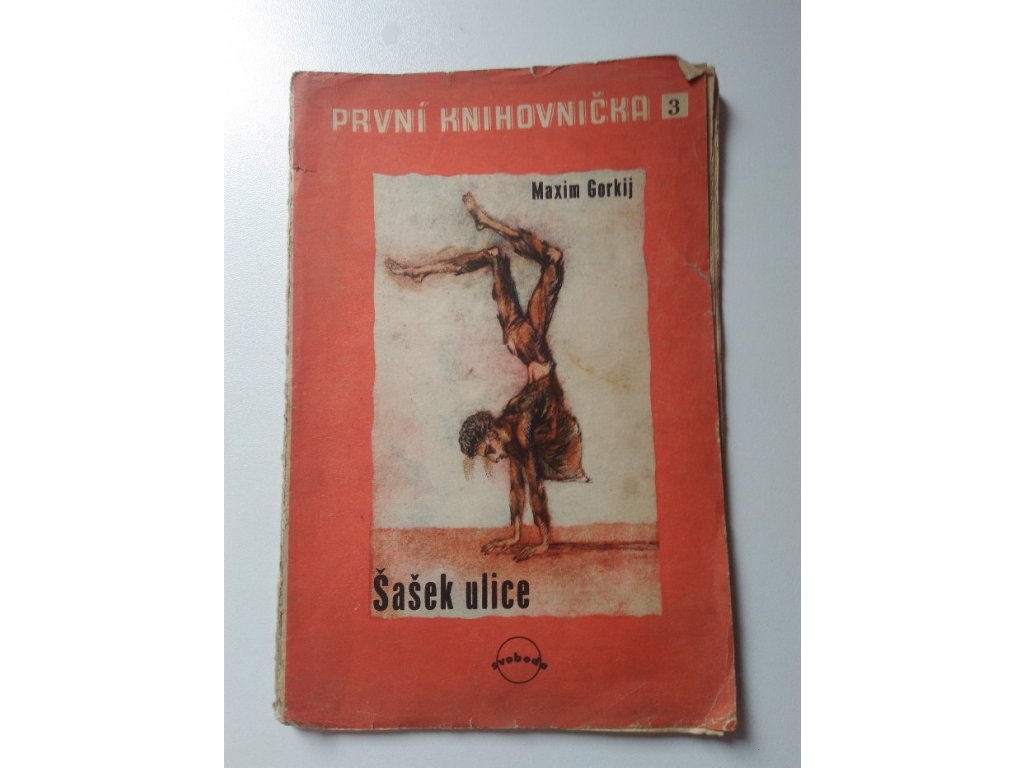 PRVNÍ KNIHOVNIČKA 3
Maxim Gorkij
Šašek ulice
svoboda